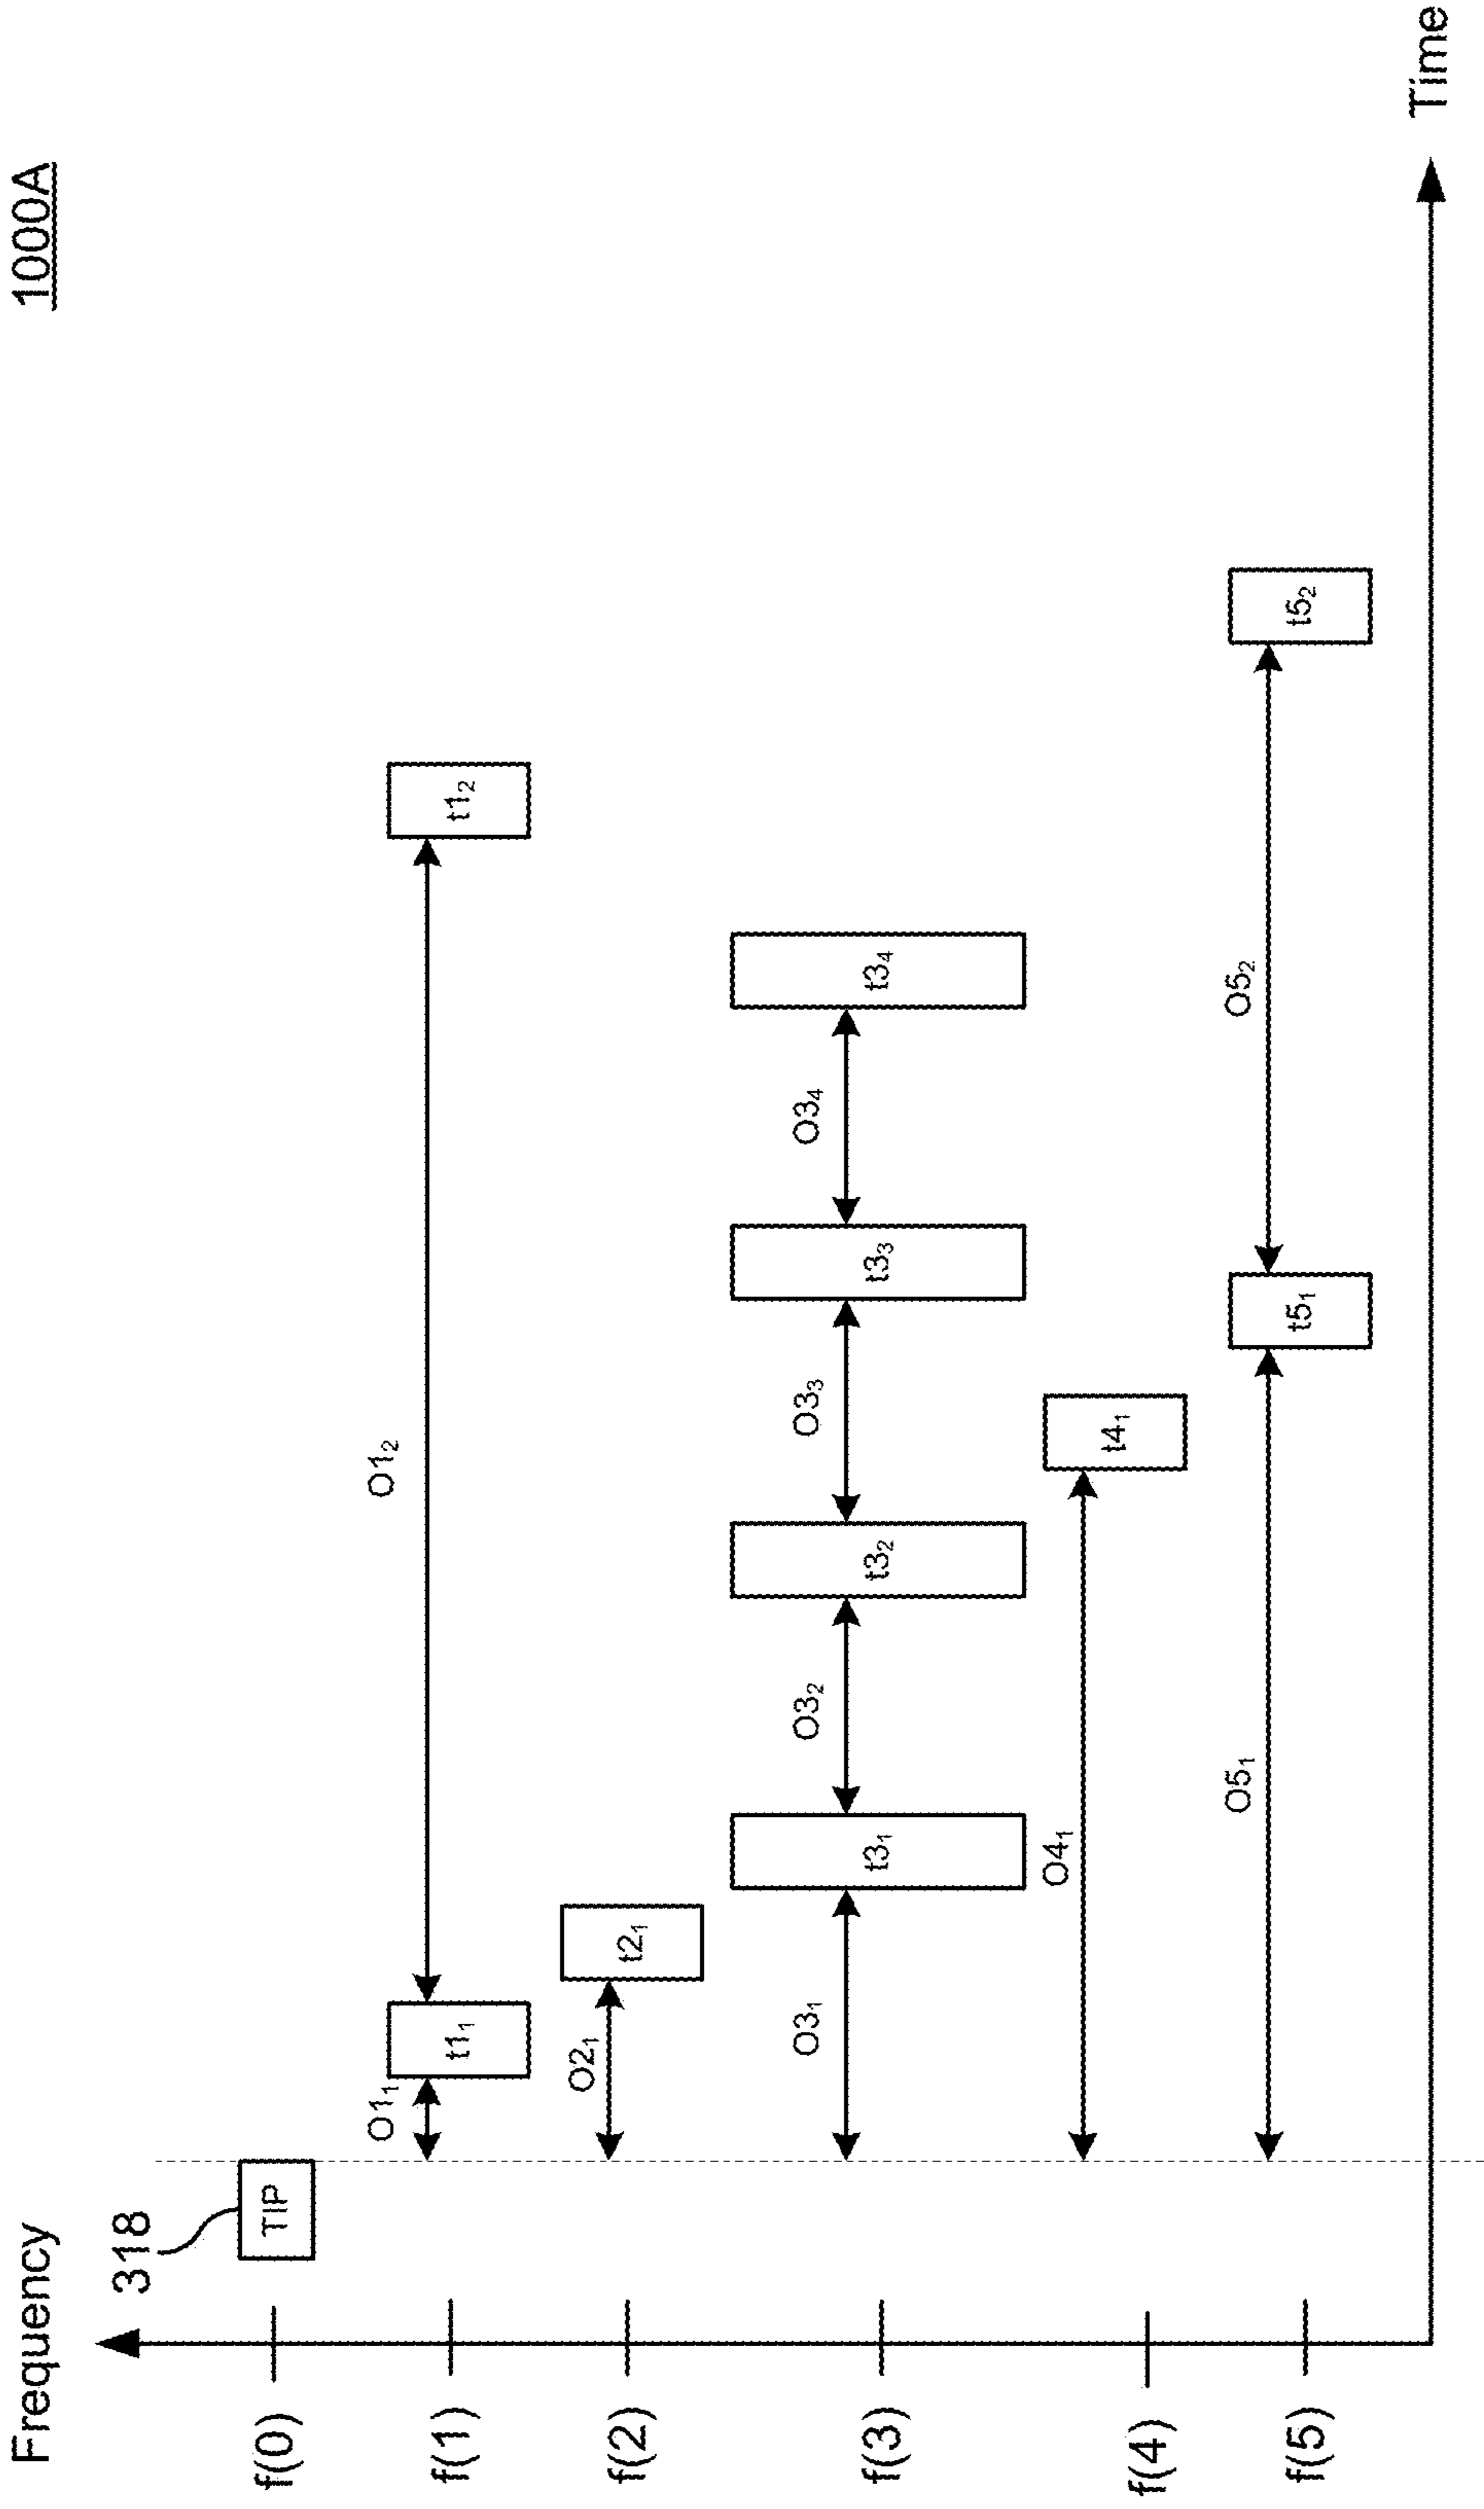 1000A
Frequency
318
f(0)
TIP
f(1)
O1₁
t1₁
O1₂
t1₂
f(2)
O2₁
t2₁
f(3)
O3₁
t3₁
O3₂
t3₂
O3₃
t3₃
O3₄
t3₄
f(4)
O4₁
t4₁
f(5)
O5₁
t5₁
O5₂
t5₂
Time